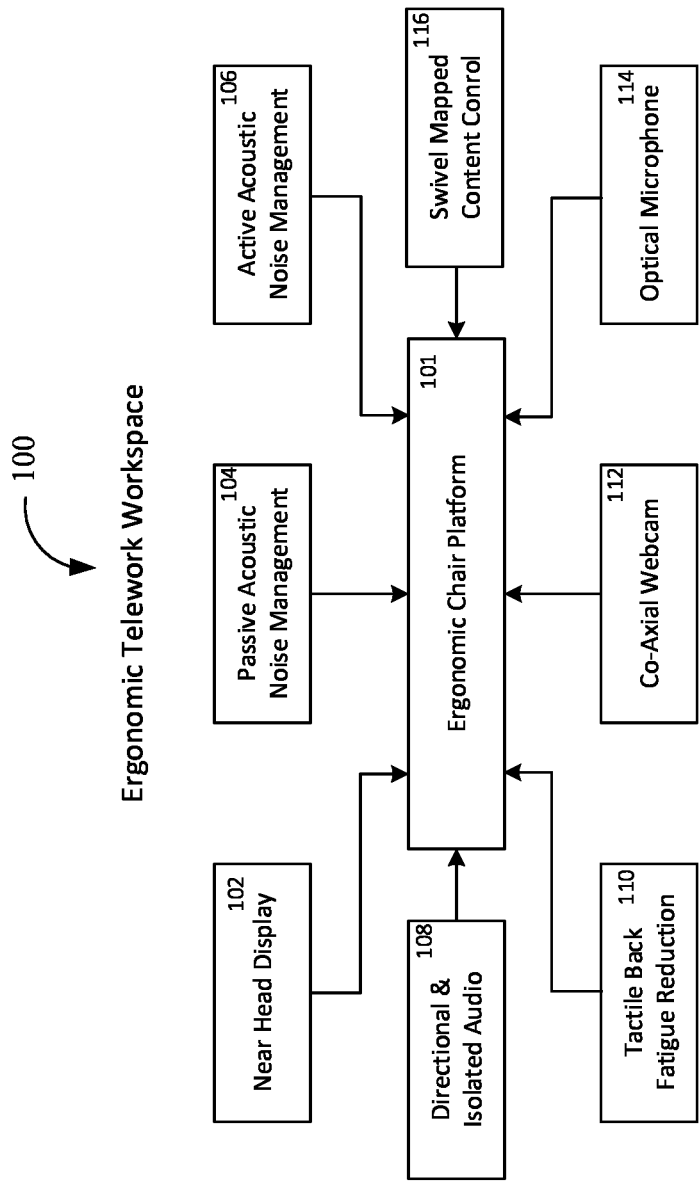 100
Ergonomic Telework Workspace
102
Near Head Display
104
Passive Acoustic
Noise Management
106
Active Acoustic
Noise Management
108
Directional &
Isolated Audio
101
Ergonomic Chair Platform
116
Swivel Mapped
Content Conrol
110
Tactile Back
Fatigue Reduction
112
Co-Axial Webcam
114
Optical Microphone